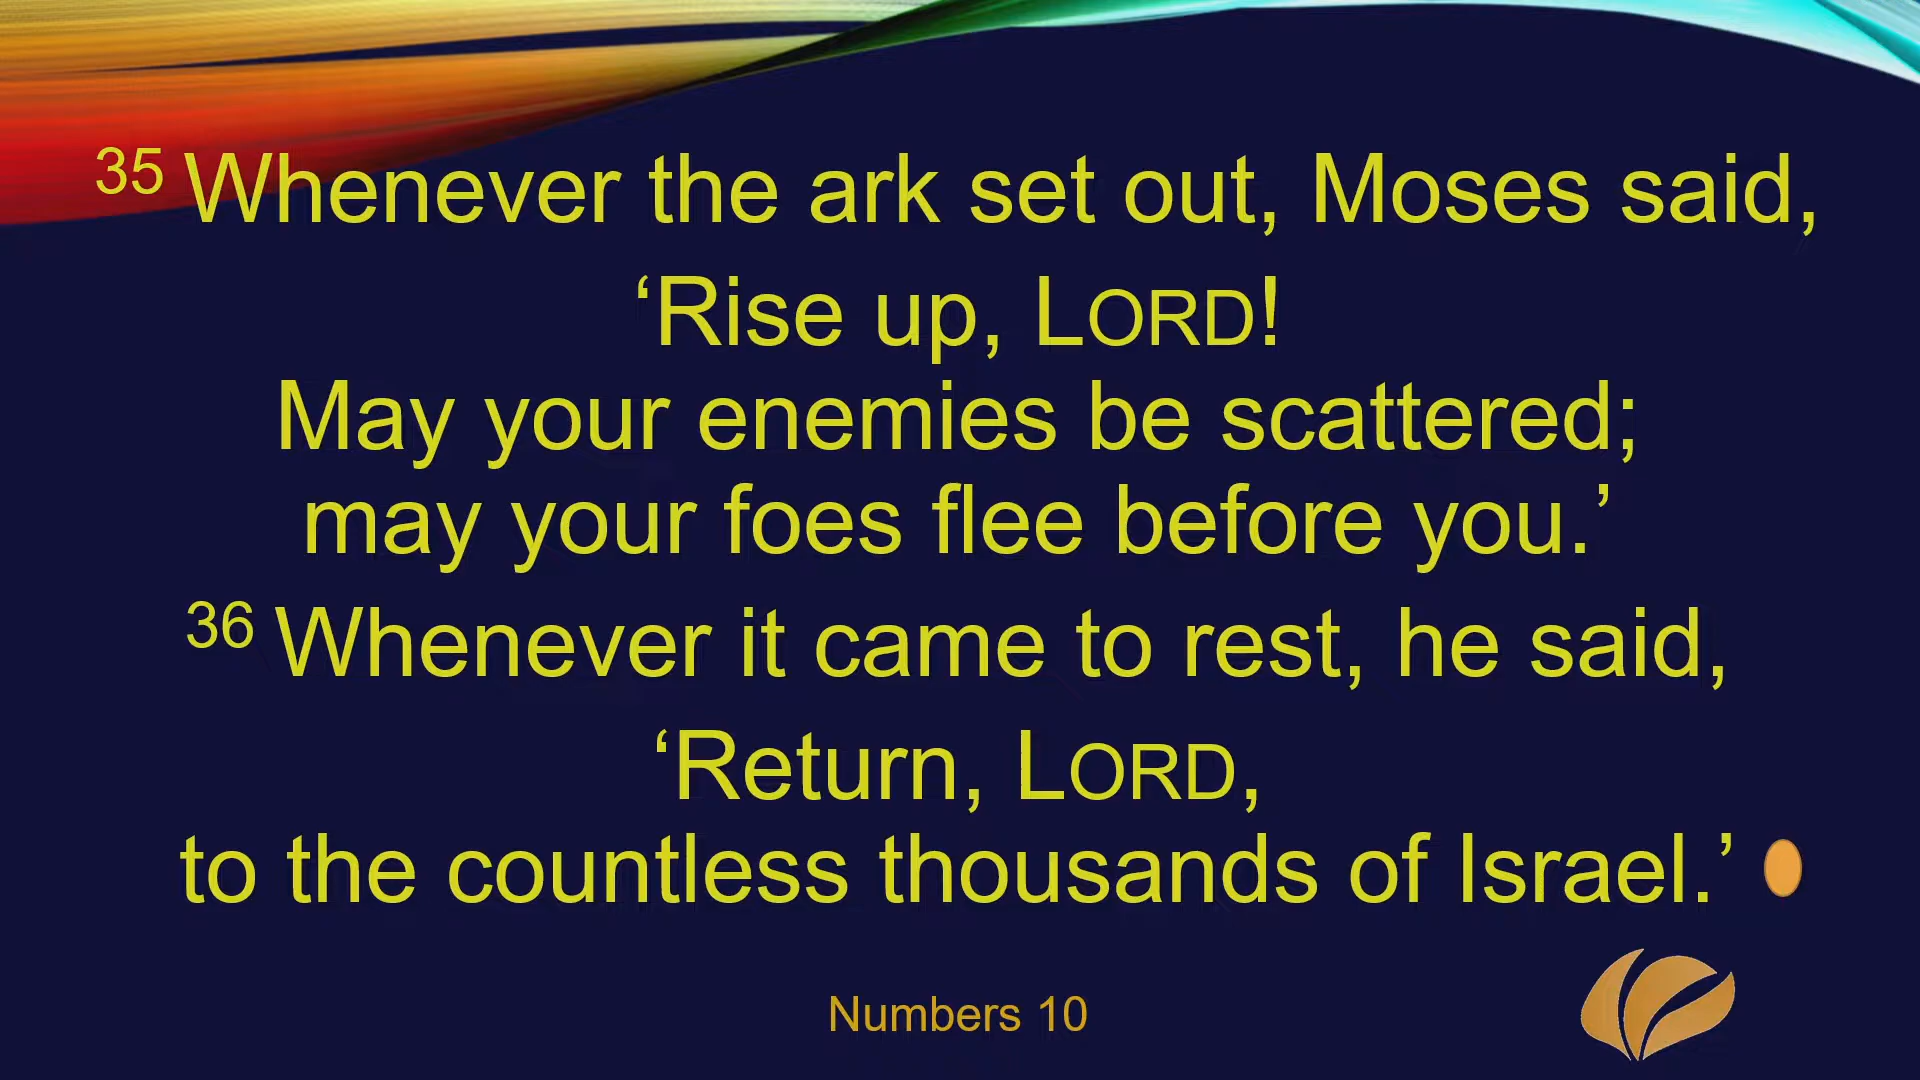 35 Whenever the ark set out, Moses said,
‘Rise up, LORD!
May your enemies be scattered;
may your foes flee before you.’
36 Whenever it came to rest, he said,
‘Return, LORD,
to the countless thousands of Israel.’
Numbers 10